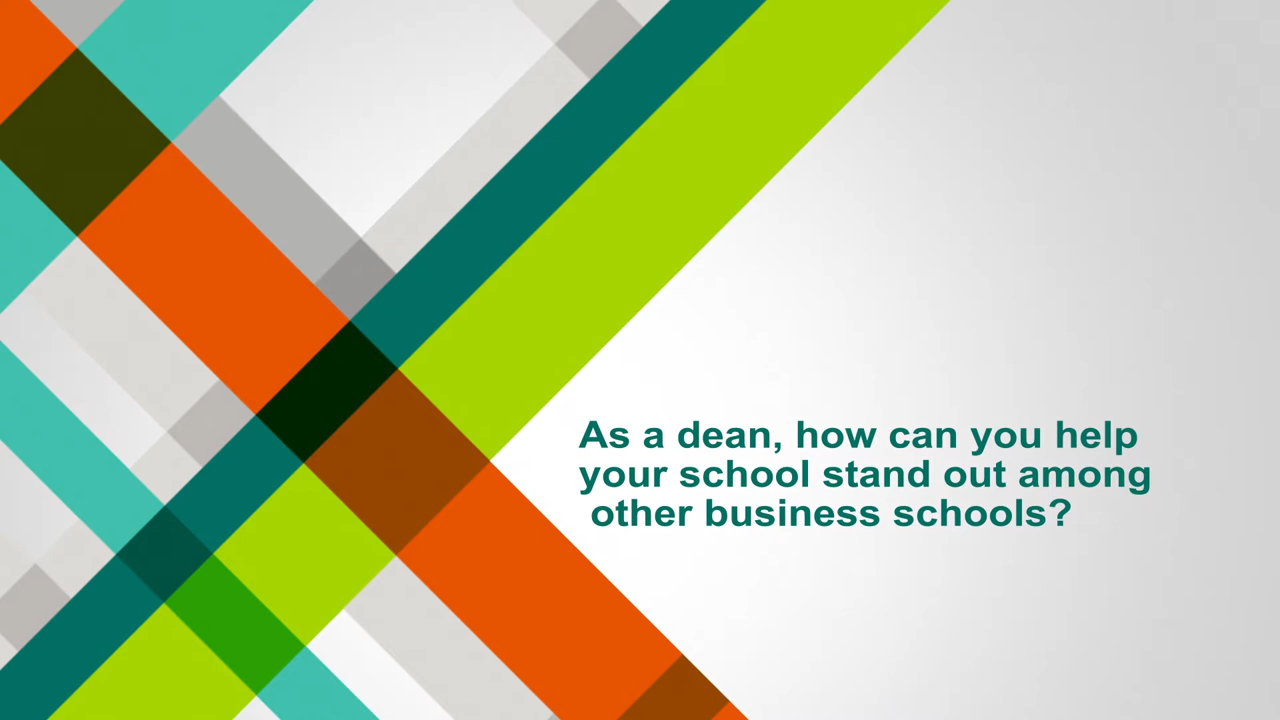 As a dean, how can you help
your school stand out among
other business schools?